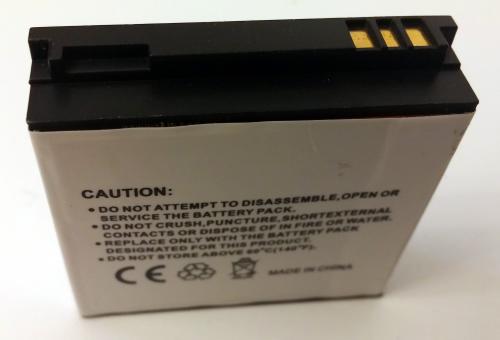 CAUTION:
• DO NOT ATTEMPT TO DISASSEMBLE,OPEN OR
SERVICE THE BATTERY PACK.
• DO NOT CRUSH,PUNCTURE,SHORTEXTERNAL
CONTACTS OR DISPOSE OF IN FIRE OR WATER.
• REPLACE ONLY WITH THE BATTERY PACK
DESIGNATED FOR THIS PRODUCT
• DO NOT STORE ABOVE 60°C(140°F)
CE MADE IN CHINA